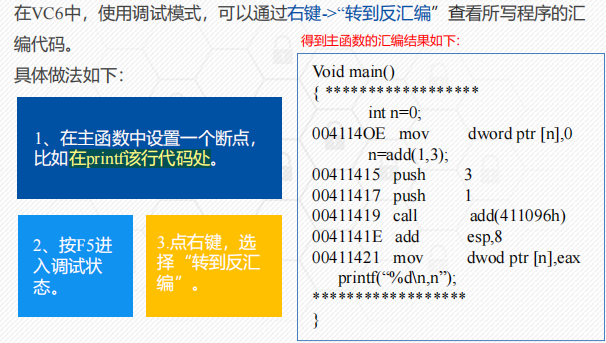 在VC6中，使用调试模式，可以通过右键->“转到反汇编”查看所写程序的汇
编代码。
具体做法如下：
1、在主函数中设置一个断点，
比如在printf该行代码处。
2、按F5进
入调试状
态。
3.点右键，选
择“转到反汇
编”。
得到主函数的汇编结果如下：
Void main()
{ ******************
int n=0;
004114OE mov dword ptr [n],0
n=add(1,3);
00411415 push 3
00411417 push 1
00411419 call add(411096h)
0041141E add esp,8
00411421 mov dwod ptr [n],eax
printf(“%d\n,n”);
******************
}